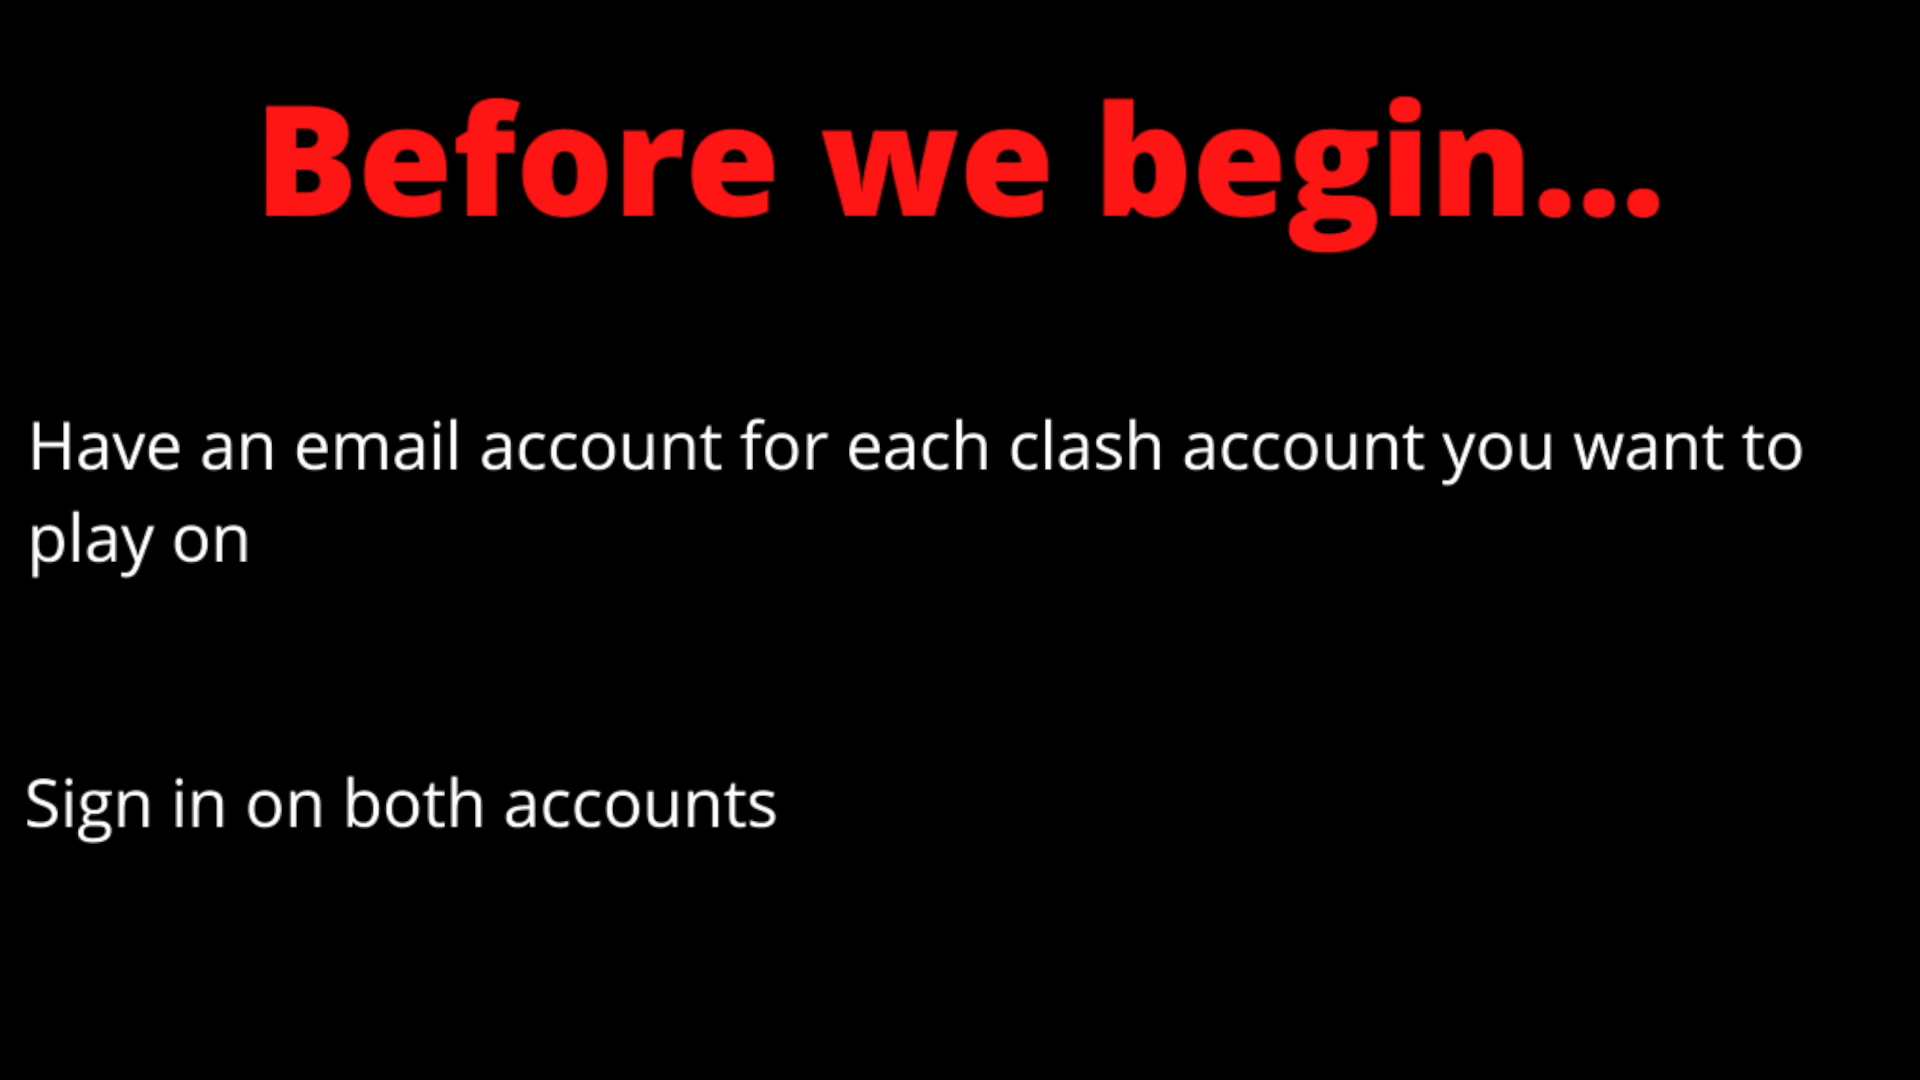 Before we begin...
Have an email account for each clash account you want to
play on
Sign in on both accounts